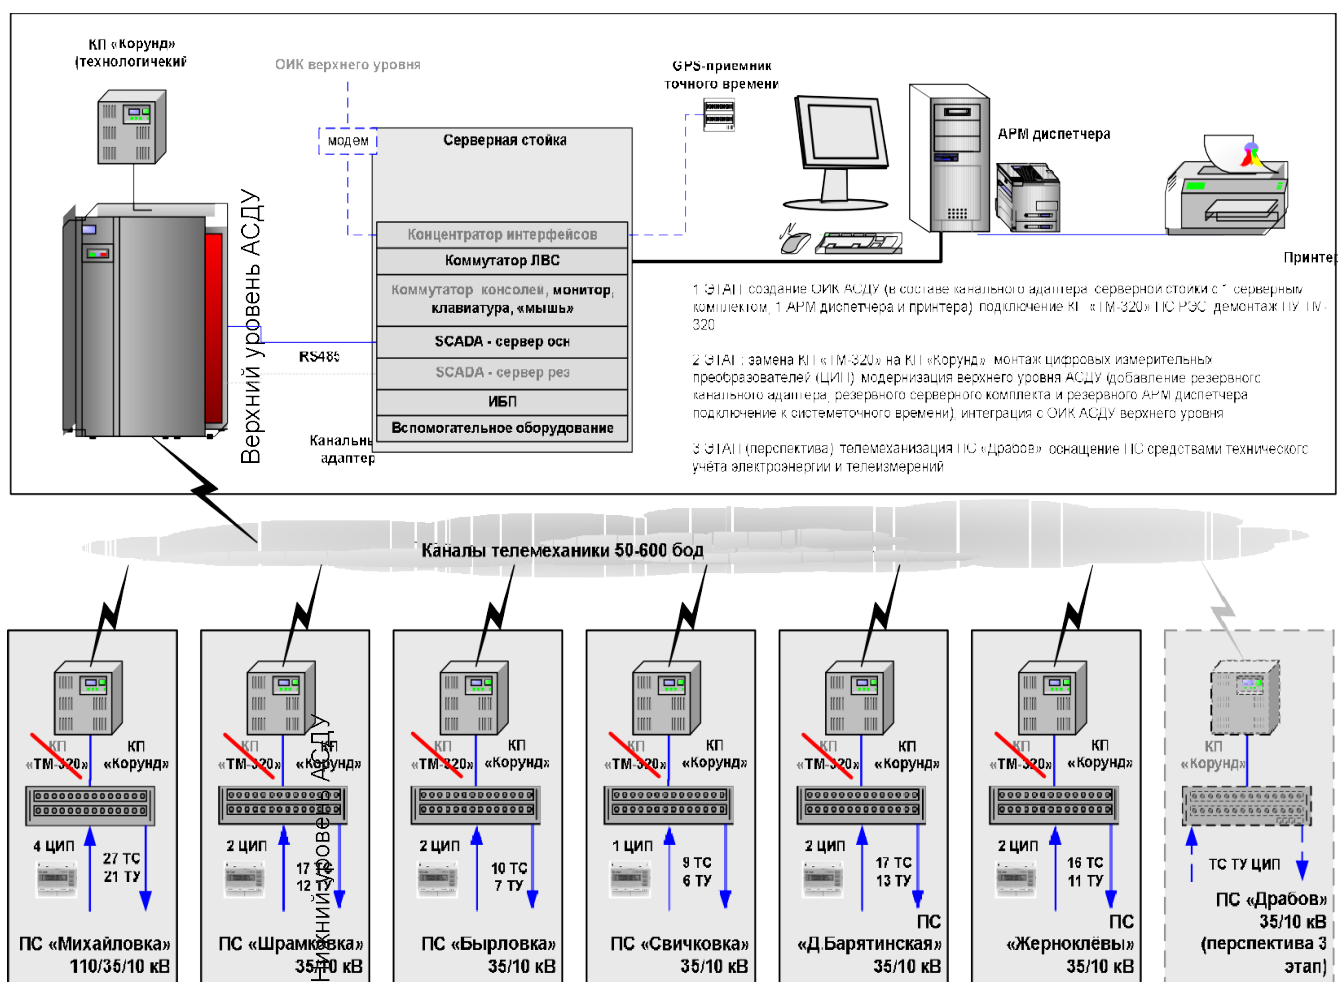 КП «Корунд»
(технологичекий
ОИК верхнего уровня
модем
Серверная стойка
GPS-приемник
точного времени
АРМ диспетчера
Принтер
Верхний уровень АСДУ
Концентратор интерфейсов
Коммутатор ЛВС
Коммутатор консолей, монитор,
клавиатура, «мышь»
SCADA - сервер осн
SCADA - сервер рез
ИБП
Вспомогательное оборудование
RS485
Канальны
адаптер
1 ЭТАП создание ОИК АСДУ (в составе канального адаптера серверной стойки с 1 серверным
комплектом, 1 АРМ диспетчера и принтера) подключение КП «ТМ-320» ПС РЭС демонтаж ПУ ТМ-
320
2 ЭТАП: замена КП «ТМ-320» на КП «Корунд» монтаж цифровых измерительных
преобразователей (ЦИП) модернизация верхнего уровня АСДУ (добавление резервного
канального адаптера, резервного серверного комплекта и резервного АРМ диспетчера
подключение к системеточного времени), интеграция с ОИК АСДУ верхнего уровня
3 ЭТАП (перспектива) телемеханизация ПС «Драбов» оснащение ПС средствами технического
учёта электроэнергии и телеизмерений
Каналы телемеханики 50-600 бод
Нижний уровень АСДУ
КП
«ТМ-320»
КП
«Корунд»
4 ЦИП
27 ТС
21 ТУ
ПС «Михайловка»
110/35/10 кВ
КП
«ТМ-320»
КП
«Корунд»
2 ЦИП
17 ТС
12 ТУ
ПС «Шрамковка»
35/10 кВ
КП
«ТМ-320»
КП
«Корунд»
2 ЦИП
10 ТС
7 ТУ
ПС «Бырловка»
35/10 кВ
КП
«ТМ-320»
КП
«Корунд»
1 ЦИП
9 ТС
6 ТУ
ПС «Свичковка»
35/10 кВ
КП
«ТМ-320»
КП
«Корунд»
2 ЦИП
17 ТС
13 ТУ
ПС
«Д.Барятинская»
35/10 кВ
КП
«ТМ-320»
КП
«Корунд»
2 ЦИП
16 ТС
11 ТУ
ПС
«Жерноклёвы»
35/10 кВ
КП
«Корунд»
ТС ТУ ЦИП
ПС «Драбов»
35/10 кВ
(перспектива 3
этап)